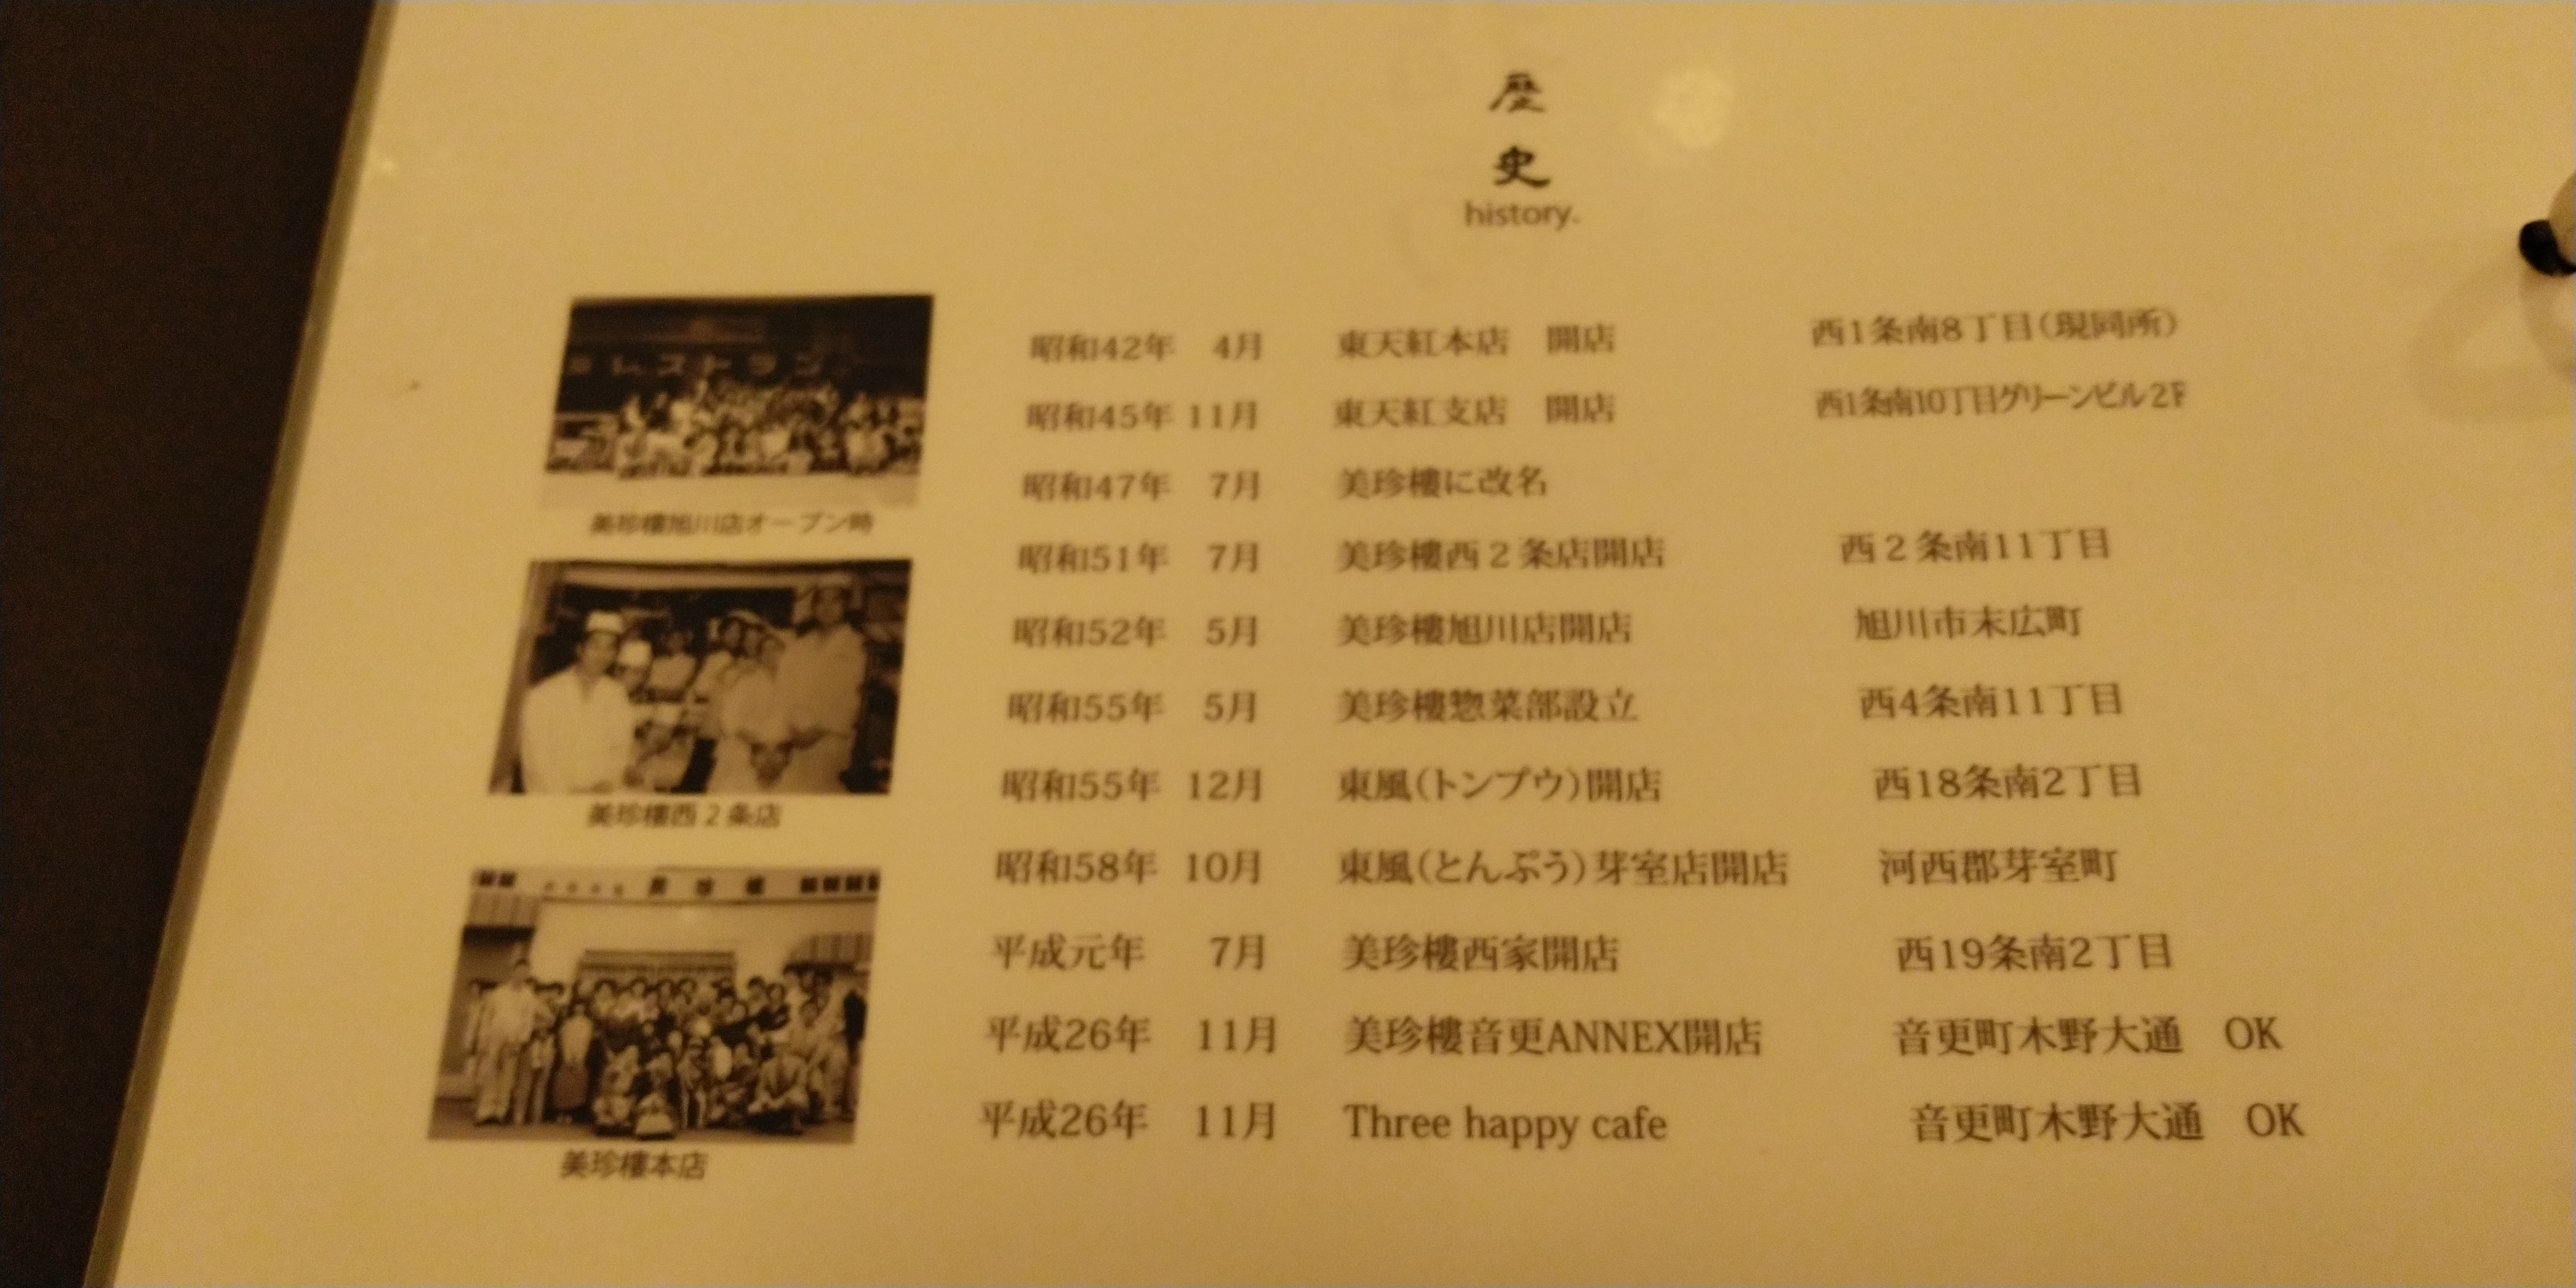 歴
史
history.
昭和42年 4月 東天紅本店 開店 西1条南8丁目(現同所)
昭和45年 11月 東天紅支店 開店 西1条南10丁目グリーンビル2F
昭和47年 7月 美珍樓に改名
昭和51年 7月 美珍樓西2条店開店 西2条南11丁目
昭和52年 5月 美珍樓旭川店開店 旭川市末広町
昭和55年 5月 美珍樓惣菜部設立 西4条南11丁目
昭和55年 12月 東風(トンプウ)開店 西18条南2丁目
昭和58年 10月 東風(とんぷう)芽室店開店 河西郡芽室町
平成元年 7月 美珍樓西家開店 西19条南2丁目
平成26年 11月 美珍樓音更ANNEX開店 音更町木野大通 OK
平成26年 11月 Three happy cafe 音更町木野大通 OK
レストラン
美珍樓旭川店オープン時
美珍樓西2条店
美珍樓
美珍樓本店